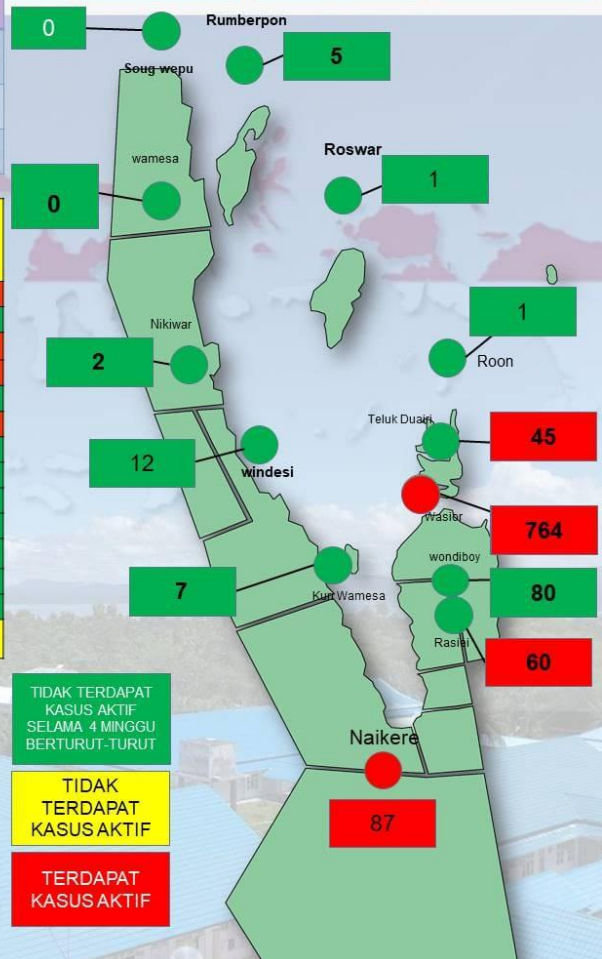 0
Rumberpon
Soug wepu
5
wamesa
Roswar
0
1
1
Nikiwar
2
Roon
Teluk Duairi
45
12
windesi
Wasior
764
wondiboy
7
Kuri Wamesa
80
Rasiei
60
TIDAK TERDAPAT
KASUS AKTIF
SELAMA 4 MINGGU
BERTURUT-TURUT
Naikere
TIDAK
TERDAPAT
KASUS AKTIF
87
TERDAPAT
KASUS AKTIF